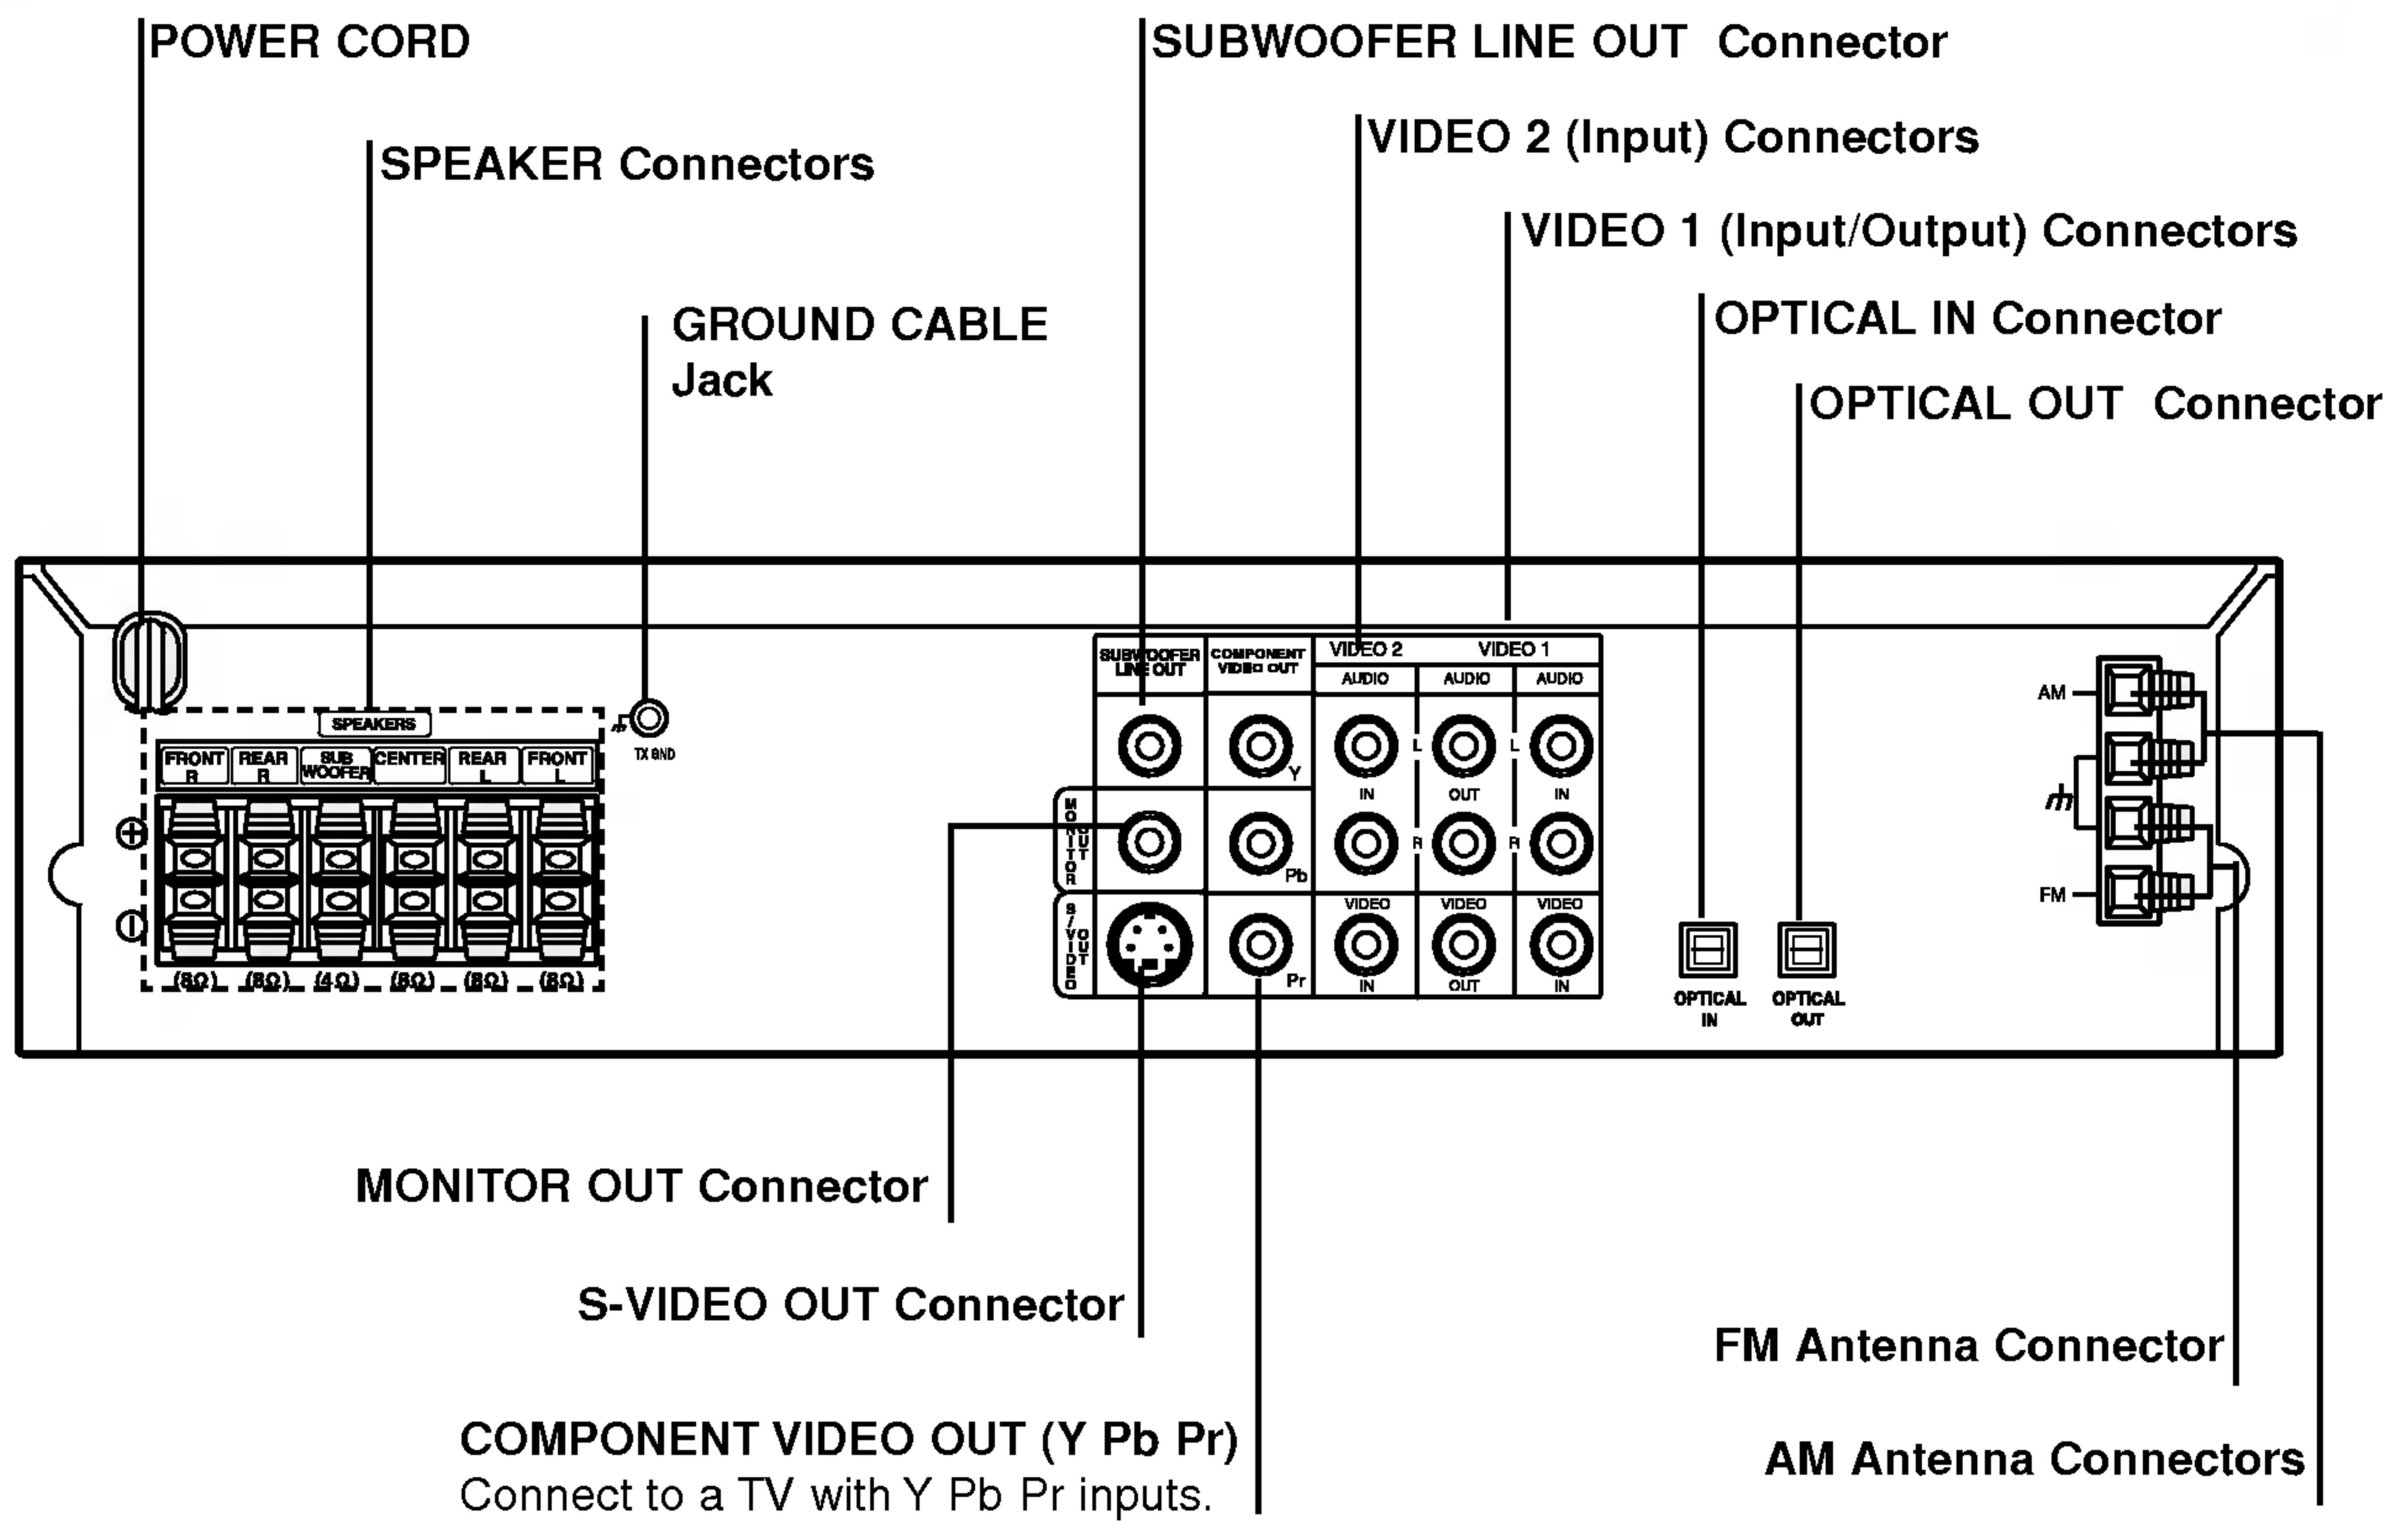 POWER CORD
SUBWOOFER LINE OUT Connector
VIDEO 2 (Input) Connectors
SPEAKER Connectors
VIDEO 1 (Input/Output) Connectors
GROUND CABLE
Jack
OPTICAL IN Connector
OPTICAL OUT Connector
SPEAKERS
FRONT
R
REAR
R
SUB
WOOFER
CENTER
REAR
L
FRONT
L
+
−
(8Ω) (8Ω) (4Ω) (8Ω) (8Ω) (8Ω)
TX GND
SUBWOOFER
LINE OUT
COMPONENT
VIDEO OUT
VIDEO 2
VIDEO 1
AUDIO
AUDIO
AUDIO
Y
L
L
IN
OUT
IN
MONITOR
OUT
Pb
R
R
S/VIDEO
OUT
VIDEO
VIDEO
VIDEO
Pr
IN
OUT
IN
OPTICAL
IN
OPTICAL
OUT
AM
FM
MONITOR OUT Connector
S-VIDEO OUT Connector
FM Antenna Connector
COMPONENT VIDEO OUT (Y Pb Pr)
Connect to a TV with Y Pb Pr inputs.
AM Antenna Connectors